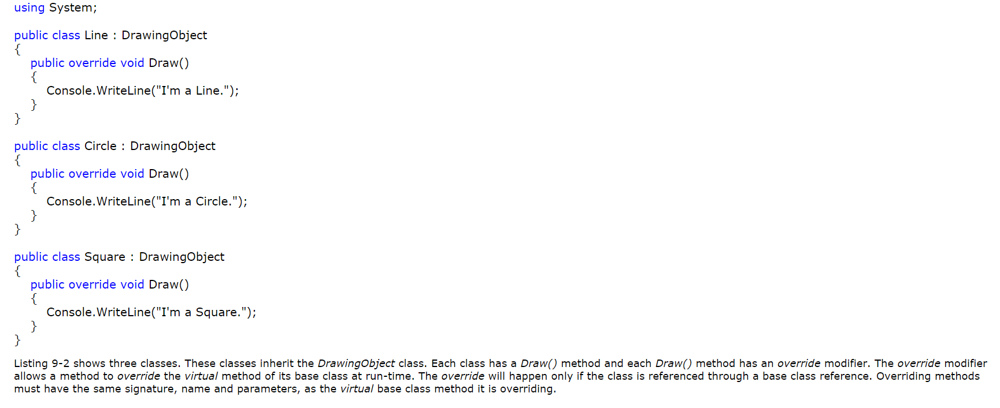 using System;
public class Line : DrawingObject
{
public override void Draw()
{
Console.WriteLine("I'm a Line.");
}
}
public class Circle : DrawingObject
{
public override void Draw()
{
Console.WriteLine("I'm a Circle.");
}
}
public class Square : DrawingObject
{
public override void Draw()
{
Console.WriteLine("I'm a Square.");
}
}
Listing 9-2 shows three classes. These classes inherit the DrawingObject class. Each class has a Draw() method and each Draw() method has an override modifier. The override modifier
allows a method to override the virtual method of its base class at run-time. The override will happen only if the class is referenced through a base class reference. Overriding methods
must have the same signature, name and parameters, as the virtual base class method it is overriding.